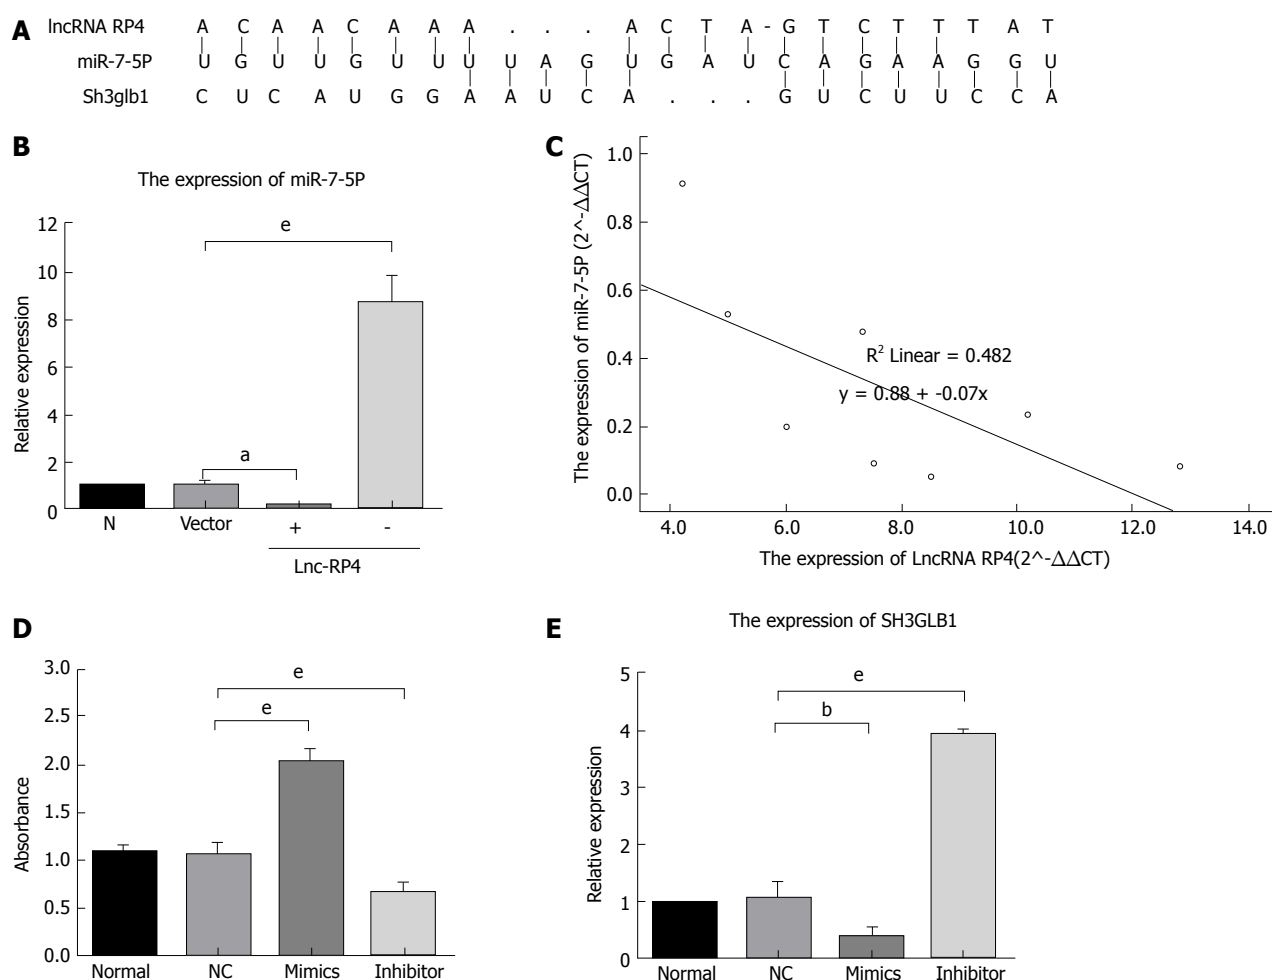 A
lncRNA RP4 A C A A C A A A . . . A C T A - G T C T T T A T
miR-7-5P U G U U G U U U U A G U G A U C A G A A G G U
Sh3glb1 C U C A U G G A A U C A . . . G U C U U C C A
B
The expression of miR-7-5P
Relative expression
12
10
8
6
4
2
0
e
a
N Vector + -
Lnc-RP4
C
The expression of miR-7-5P (2^-ΔΔCT)
1.0
0.8
0.6
0.4
0.2
0.0
R² Linear = 0.482
y = 0.88 + -0.07x
4.0 6.0 8.0 10.0 12.0 14.0
The expression of LncRNA RP4(2^-ΔΔCT)
D
Absorbance
3.0
2.5
2.0
1.5
1.0
0.5
0.0
e
e
Normal NC Mimics Inhibitor
E
The expression of SH3GLB1
Relative expression
5
4
3
2
1
0
e
b
Normal NC Mimics Inhibitor